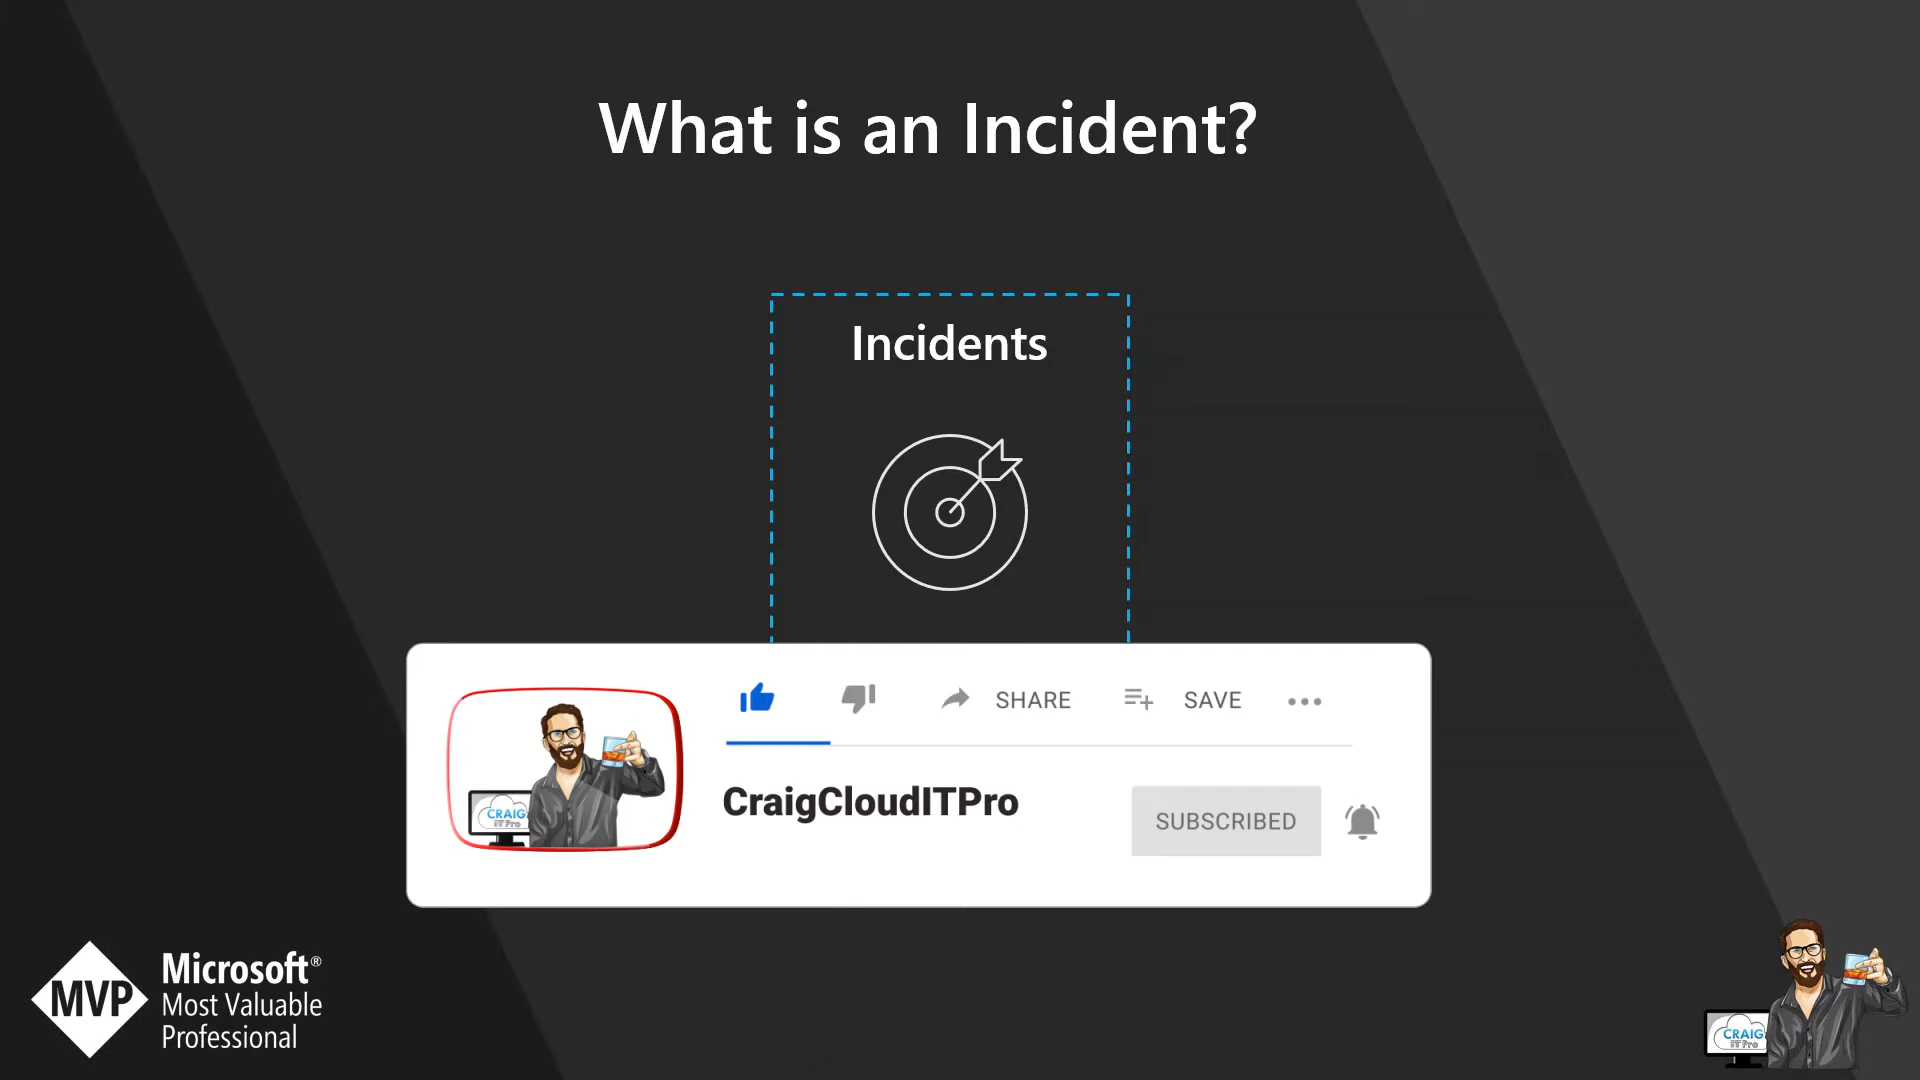 What is an Incident?
Incidents
SHARE
SAVE
CraigCloudITPro
SUBSCRIBED
CRAIG
IT Pro
MVP
Microsoft®
Most Valuable
Professional
CRAIG
IT Pro